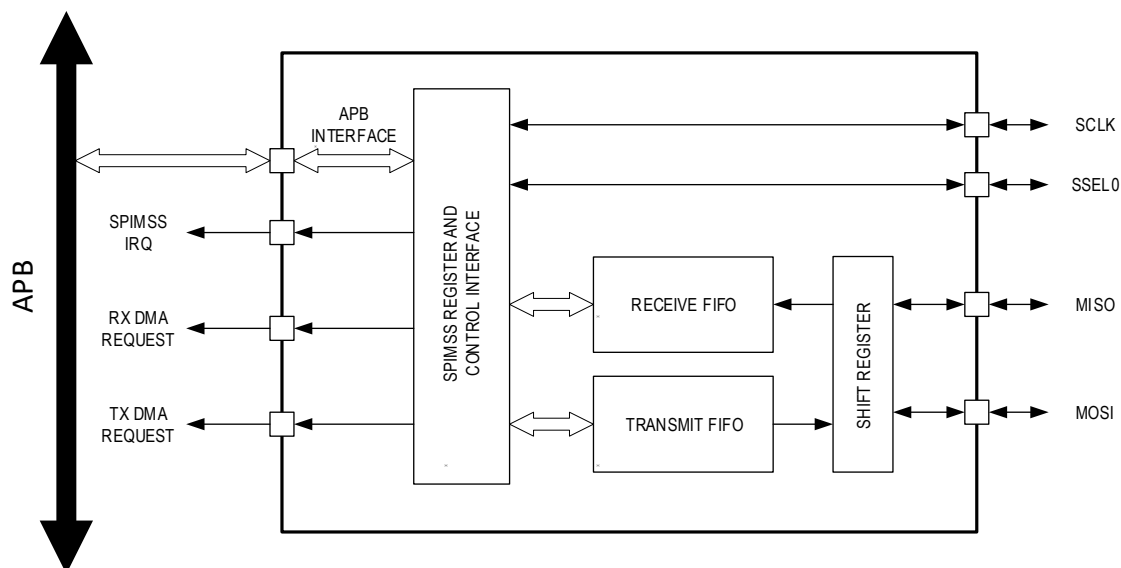 APB
APB
INTERFACE
SPIMSS
IRQ
RX DMA
REQUEST
TX DMA
REQUEST
SPIMSS REGISTER AND
CONTROL INTERFACE
RECEIVE FIFO
TRANSMIT FIFO
SHIFT REGISTER
SCLK
SSEL0
MISO
MOSI